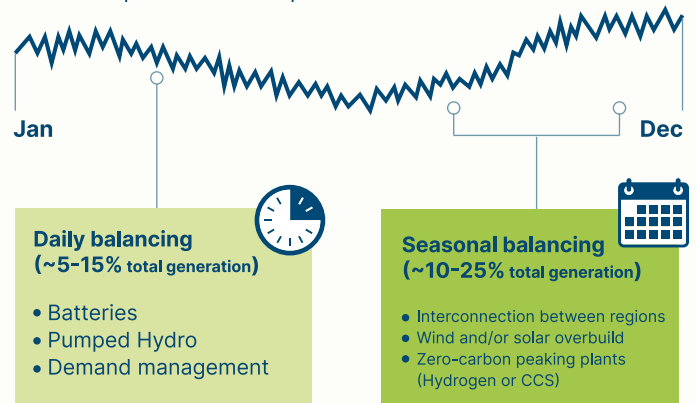 Jan
Dec
Daily balancing
(~5-15% total generation)
• Batteries
• Pumped Hydro
• Demand management
Seasonal balancing
(~10-25% total generation)
• Interconnection between regions
• Wind and/or solar overbuild
• Zero-carbon peaking plants
(Hydrogen or CCS)